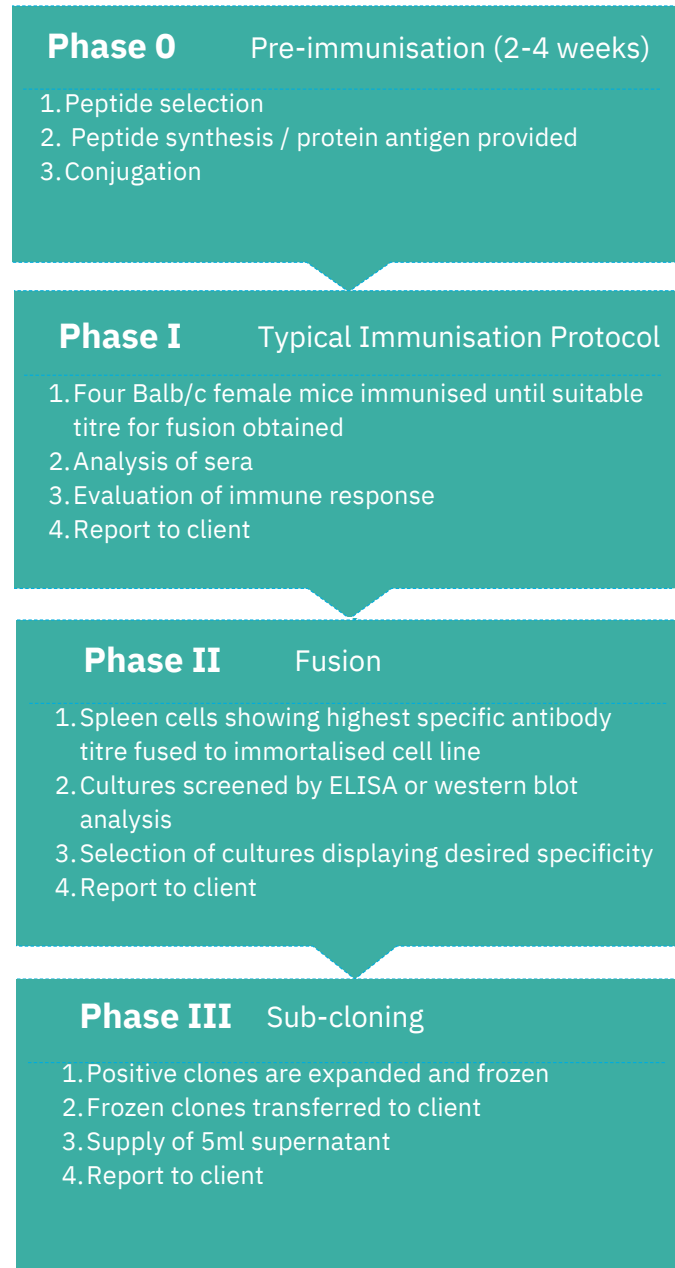 Phase 0 Pre-immunisation (2-4 weeks)
1. Peptide selection
2. Peptide synthesis / protein antigen provided
3. Conjugation
Phase I Typical Immunisation Protocol
1. Four Balb/c female mice immunised until suitable
titre for fusion obtained
2. Analysis of sera
3. Evaluation of immune response
4. Report to client
Phase II Fusion
1. Spleen cells showing highest specific antibody
titre fused to immortalised cell line
2. Cultures screened by ELISA or western blot
analysis
3. Selection of cultures displaying desired specificity
4. Report to client
Phase III Sub-cloning
1. Positive clones are expanded and frozen
2. Frozen clones transferred to client
3. Supply of 5ml supernatant
4. Report to client